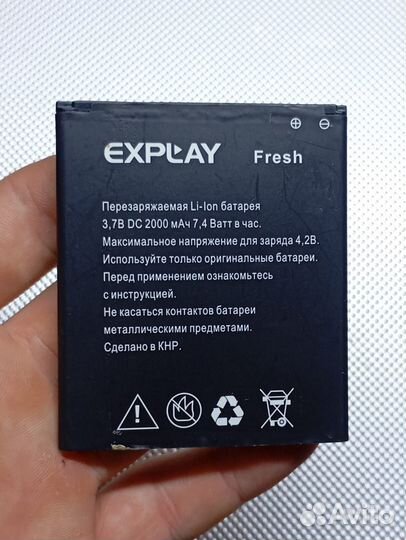 EXPLAY Fresh
Перезаряжаемая Li-Ion батарея
3,7В DC 2000 мАч 7,4 Ватт в час.
Максимальное напряжение для заряда 4,2В.
Используйте только оригинальные батареи.
Перед применением ознакомьтесь
с инструкцией.
Не касаться контактов батареи
металлическими предметами.
Сделано в КНР.
Avito